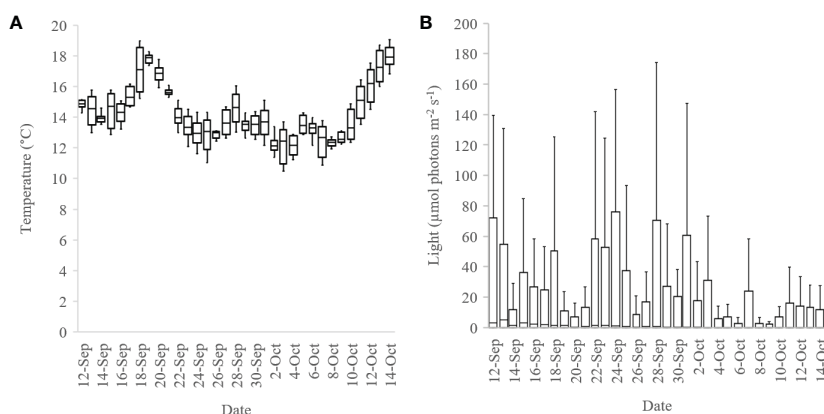 A
20
18
16
14
12
10
8
6
4
2
0
Temperature (°C)
12-Sep
14-Sep
16-Sep
18-Sep
20-Sep
22-Sep
24-Sep
26-Sep
28-Sep
30-Sep
2-Oct
4-Oct
6-Oct
8-Oct
10-Oct
12-Oct
14-Oct
Date
B
200
180
160
140
120
100
80
60
40
20
0
Light (µmol photons m⁻² s⁻¹)
12-Sep
14-Sep
16-Sep
18-Sep
20-Sep
22-Sep
24-Sep
26-Sep
28-Sep
30-Sep
2-Oct
4-Oct
6-Oct
8-Oct
10-Oct
12-Oct
14-Oct
Date